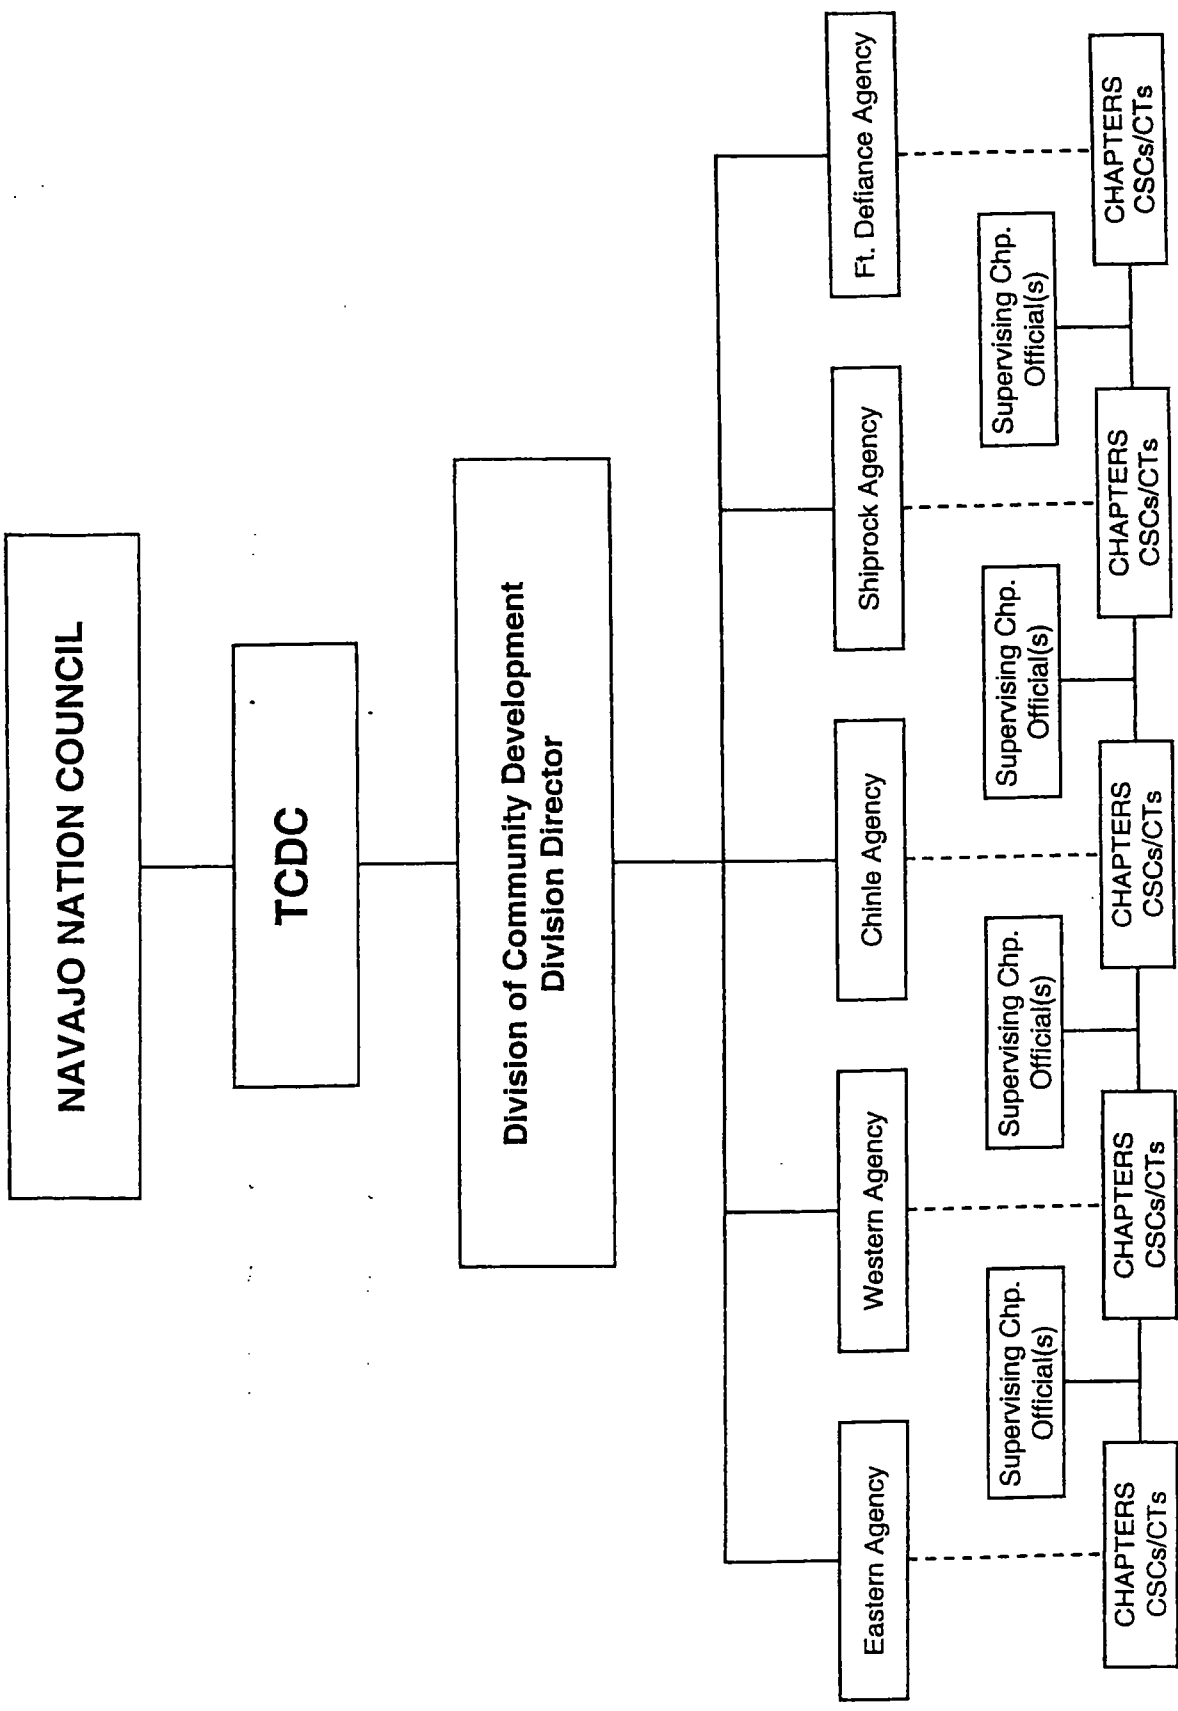 NAVAJO NATION COUNCIL
TCDC
Division of Community Development
Division Director
Eastern Agency
Western Agency
Chinle Agency
Shiprock Agency
Ft. Defiance Agency
Supervising Chp.
Official(s)
Supervising Chp.
Official(s)
Supervising Chp.
Official(s)
Supervising Chp.
Official(s)
CHAPTERS
CSCs/CTs
CHAPTERS
CSCs/CTs
CHAPTERS
CSCs/CTs
CHAPTERS
CSCs/CTs
CHAPTERS
CSCs/CTs